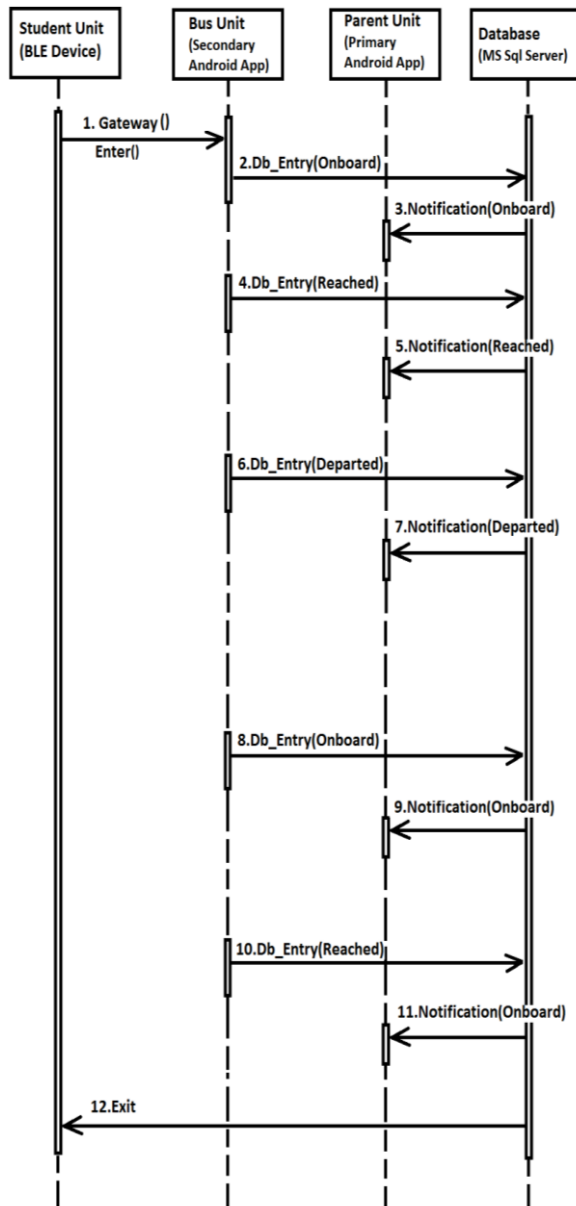 Student Unit
(BLE Device)
Bus Unit
(Secondary
Android App)
Parent Unit
(Primary
Android App)
Database
(MS Sql Server)
1. Gateway()
Enter()
2.Db_Entry(Onboard)
3.Notification(Onboard)
4.Db_Entry(Reached)
5.Notification(Reached)
6.Db_Entry(Departed)
7.Notification(Departed)
8.Db_Entry(Onboard)
9.Notification(Onboard)
10.Db_Entry(Reached)
11.Notification(Onboard)
12.Exit